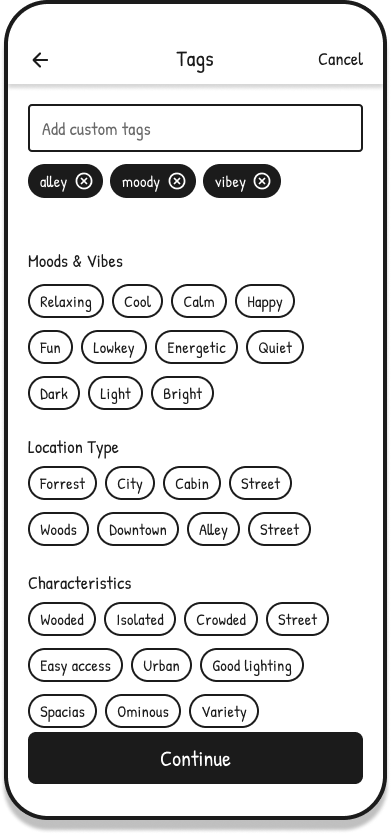 Tags Cancel
Add custom tags
alley moody vibey
Moods & Vibes
Relaxing Cool Calm Happy
Fun Lowkey Energetic Quiet
Dark Light Bright
Location Type
Forrest City Cabin Street
Woods Downtown Alley Street
Characteristics
Wooded Isolated Crowded Street
Easy access Urban Good lighting
Spacias Ominous Variety
Continue